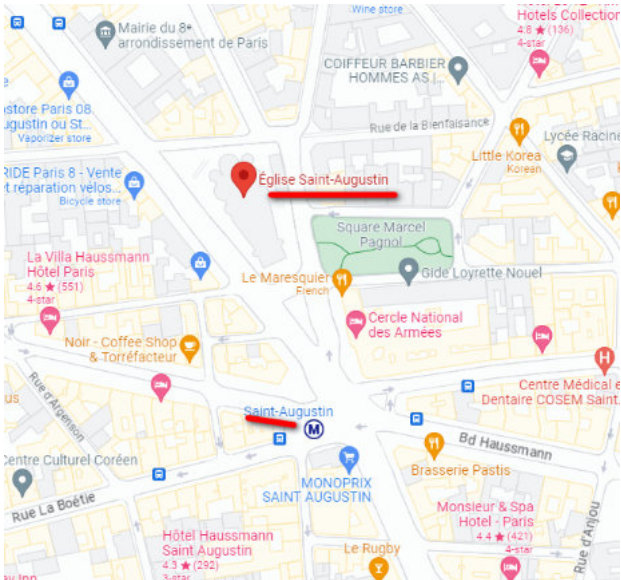 Wine store
Hotels Collection
4.8 ★ (136)
4-star
Mairie du 8e
arrondissement de Paris
COIFFEUR BARBIER
HOMMES AS |...
store Paris 08
ugustin ou St...
Vaporizer store
Rue de la Bienfaisance
Lycée Racine
Little Korea
Korean
RIDE Paris 8 - Vente
et réparation vélos...
Bicycle store
Église Saint-Augustin
Square Marcel
Pagnol
La Villa Haussmann
Hôtel Paris
4.6 ★ (551)
4-star
Le Maresquier
French
Gide Loyrette Nouel
Cercle National
des Armées
Noir - Coffee Shop
& Torréfacteur
H
Centre Médical e
Dentaire COSEM Saint.
Rue d'Argenson
us
Saint-Augustin
M
Bd Haussmann
Centre Culturel Coréen
MONOPRIX
SAINT AUGUSTIN
Brasserie Pastis
Rue La Boétie
Monsieur & Spa
Hotel - Paris
4.4 ★ (421)
4-star
Rue d'Anjou
Hôtel Haussmann
Saint Augustin
4.3 ★ (292)
3-star
Le Rugby